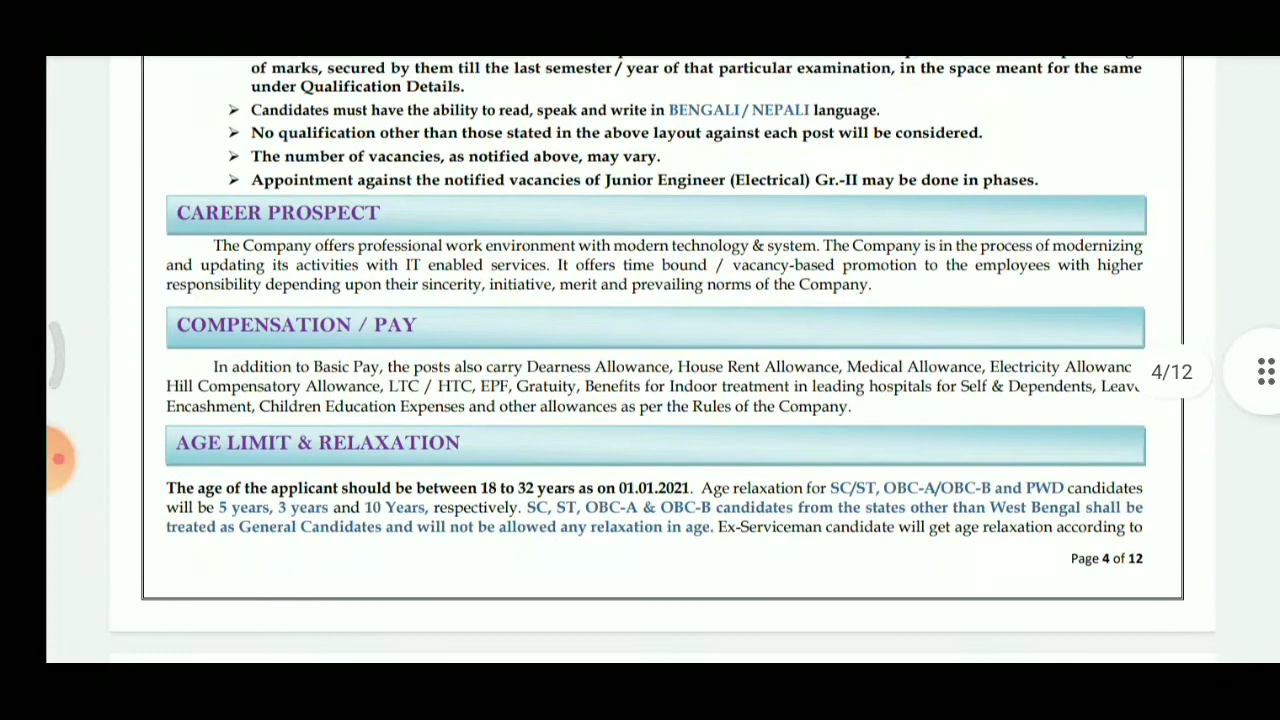 of marks, secured by them till the last semester / year of that particular examination, in the space meant for the same
under Qualification Details.
➢ Candidates must have the ability to read, speak and write in BENGALI / NEPALI language.
➢ No qualification other than those stated in the above layout against each post will be considered.
➢ The number of vacancies, as notified above, may vary.
➢ Appointment against the notified vacancies of Junior Engineer (Electrical) Gr.-II may be done in phases.
CAREER PROSPECT
The Company offers professional work environment with modern technology & system. The Company is in the process of modernizing
and updating its activities with IT enabled services. It offers time bound / vacancy-based promotion to the employees with higher
responsibility depending upon their sincerity, initiative, merit and prevailing norms of the Company.
COMPENSATION / PAY
In addition to Basic Pay, the posts also carry Dearness Allowance, House Rent Allowance, Medical Allowance, Electricity Allowanc
4/12
Hill Compensatory Allowance, LTC / HTC, EPF, Gratuity, Benefits for Indoor treatment in leading hospitals for Self & Dependents, Leave
Encashment, Children Education Expenses and other allowances as per the Rules of the Company.
AGE LIMIT & RELAXATION
The age of the applicant should be between 18 to 32 years as on 01.01.2021. Age relaxation for SC/ST, OBC-A/OBC-B and PWD candidates
will be 5 years, 3 years and 10 Years, respectively. SC, ST, OBC-A & OBC-B candidates from the states other than West Bengal shall be
treated as General Candidates and will not be allowed any relaxation in age. Ex-Serviceman candidate will get age relaxation according to
Page 4 of 12